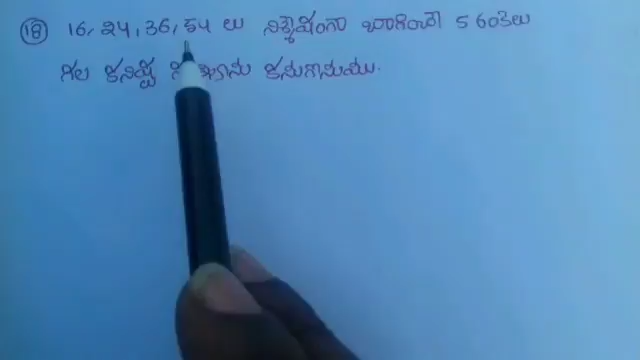 ⑱ 16, 24, 36, 54 లు నిశ్శేషంగా భాగించే 5 అంకెలు
గల కనిష్ట సంఖ్యను కనుగొనుము.